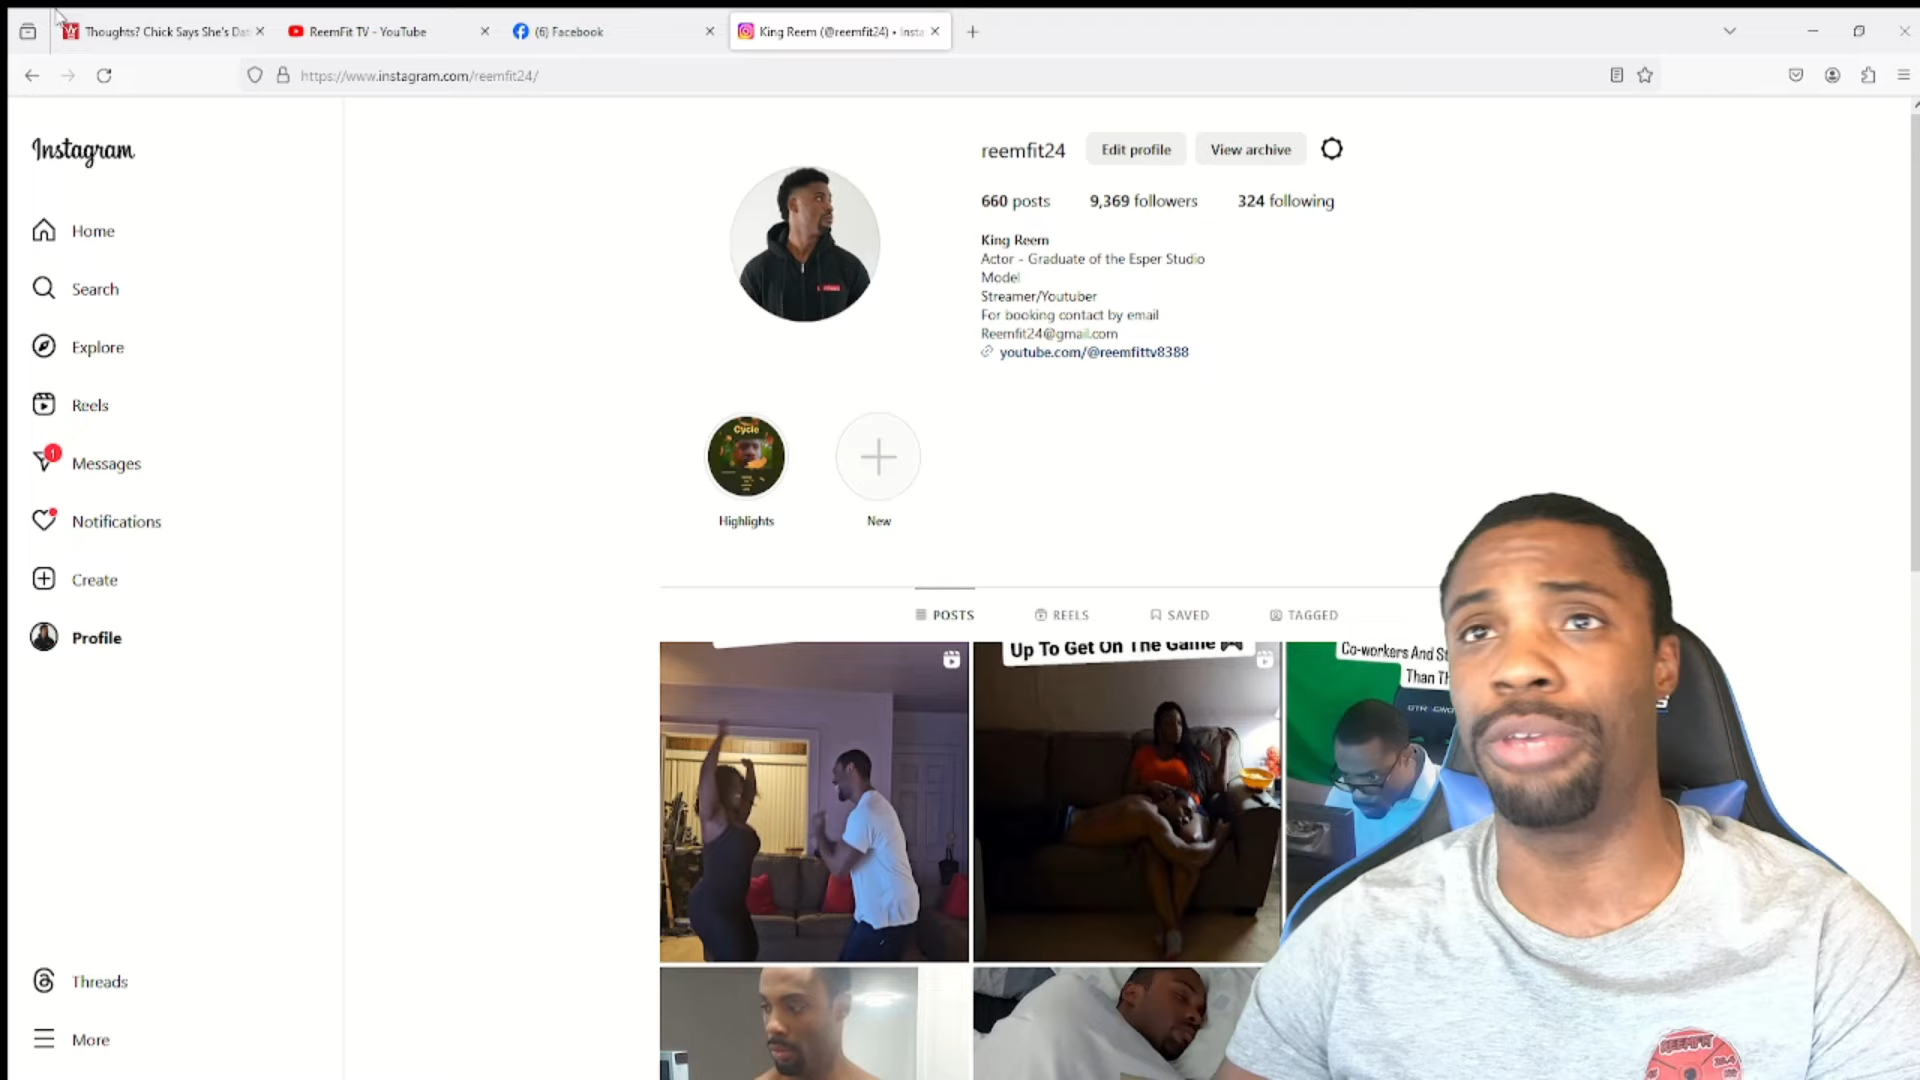 Thoughts? Chick Says She's Dat
ReemFit TV - YouTube
(6) Facebook
King Reem (@reemfit24) • Insta
https://www.instagram.com/reemfit24/
Instagram
Home
Search
Explore
Reels
1
Messages
Notifications
Create
Profile
Threads
More
reemfit24
Edit profile
View archive
660 posts
9,369 followers
324 following
King Reem
Actor - Graduate of the Esper Studio
Model
Streamer/Youtuber
For booking contact by email
Reemfit24@gmail.com
youtube.com/@reemfittv8388
Cycle
Highlights
New
POSTS
REELS
SAVED
TAGGED
Up To Get On The Game
Co-workers And St
Than Th
REEMFIT